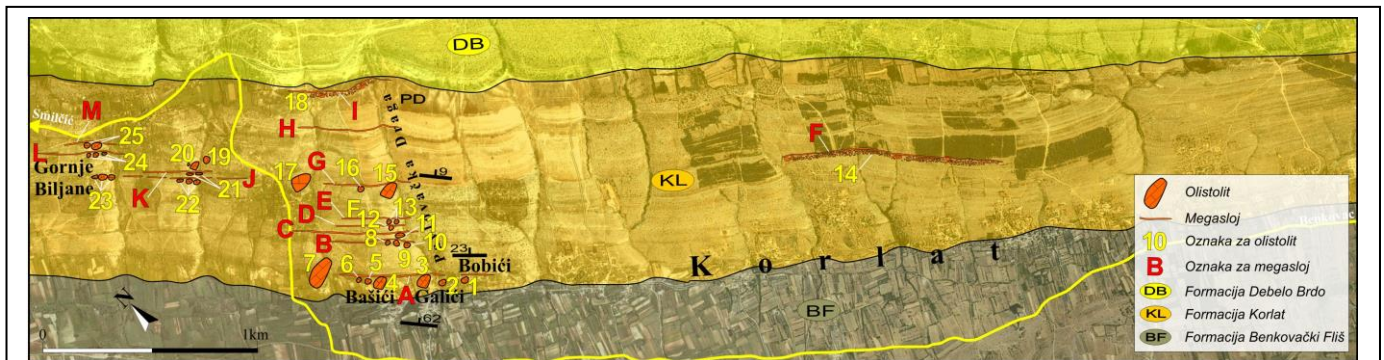 DB
18
I
PD
M
H
Smilčić
25
F
L
24
20
19
17
G
16
15
9
14
KL
Gornje
Biljane
23
K
22
21
J
E
D
F
13
12
11
C
B
8
9
10
23
7
6
5
4
3
2
1
Bobići
Bašići
A
Galići
62
Korlat
Benkovac
BF
N
0
1km
Olistolit
Megasloj
10
Oznaka za olistolit
B
Oznaka za megasloj
DB
Formacija Debelo Brdo
KL
Formacija Korlat
BF
Formacija Benkovački Fliš